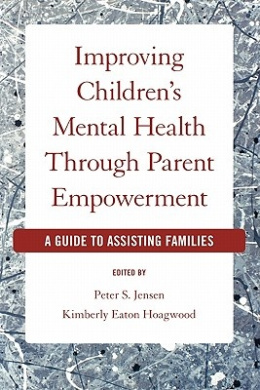 Improving
Children's
Mental Health
Through Parent
Empowerment
A GUIDE TO ASSISTING FAMILIES
EDITED BY
Peter S. Jensen
Kimberly Eaton Hoagwood